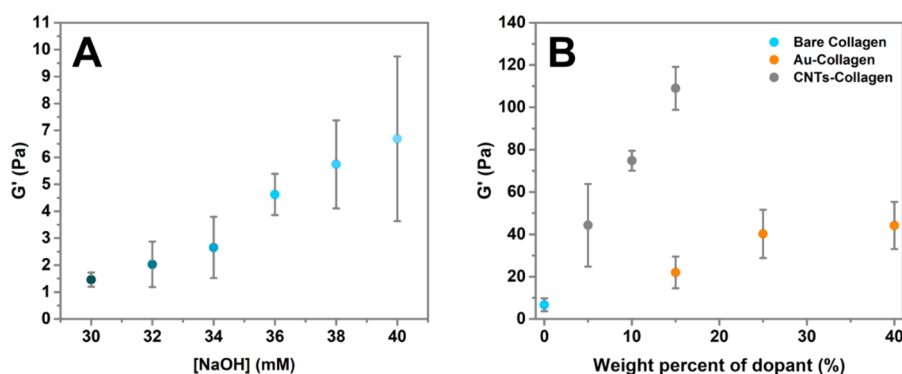 A
11
10
9
8
7
6
5
4
3
2
1
0
G' (Pa)
30 32 34 36 38 40
[NaOH] (mM)
B
140
120
100
80
60
40
20
0
G' (Pa)
Bare Collagen
Au-Collagen
CNTs-Collagen
0 10 20 30 40
Weight percent of dopant (%)